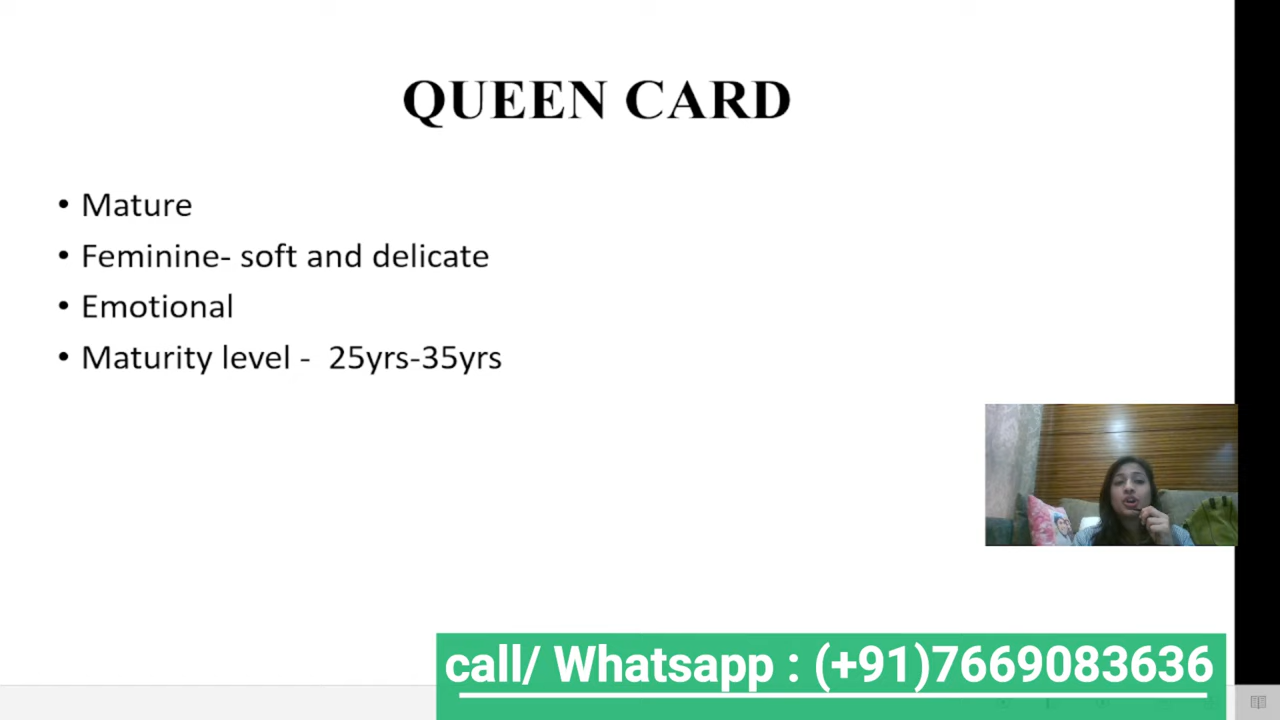 QUEEN CARD
• Mature
• Feminine- soft and delicate
• Emotional
• Maturity level -  25yrs-35yrs
call/ Whatsapp : (+91)7669083636